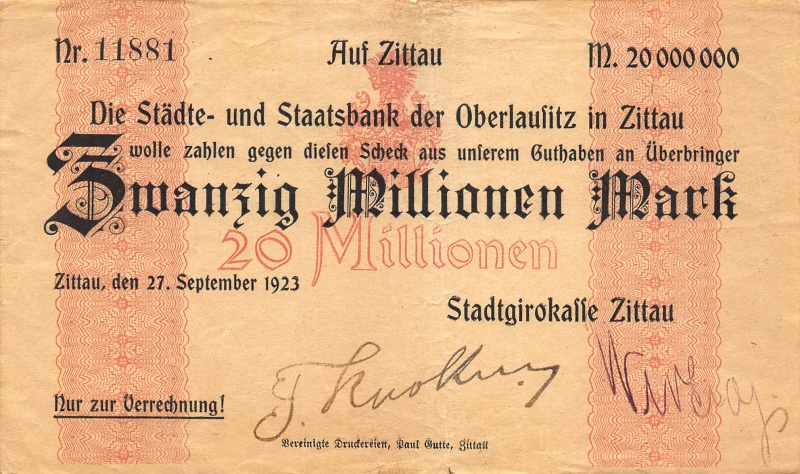 Nr. 11881 Auf Zittau M. 20 000 000
Die Städte- und Staatsbank der Oberlausitz in Zittau
wolle zahlen gegen diesen Scheck aus unserem Guthaben an Überbringer
Zwanzig Millionen Mark
20 Millionen
Zittau, den 27. September 1923
Stadtgirokasse Zittau
Nur zur Verrechnung!
Vereinigte Druckereien, Paul Gutte, Zittau